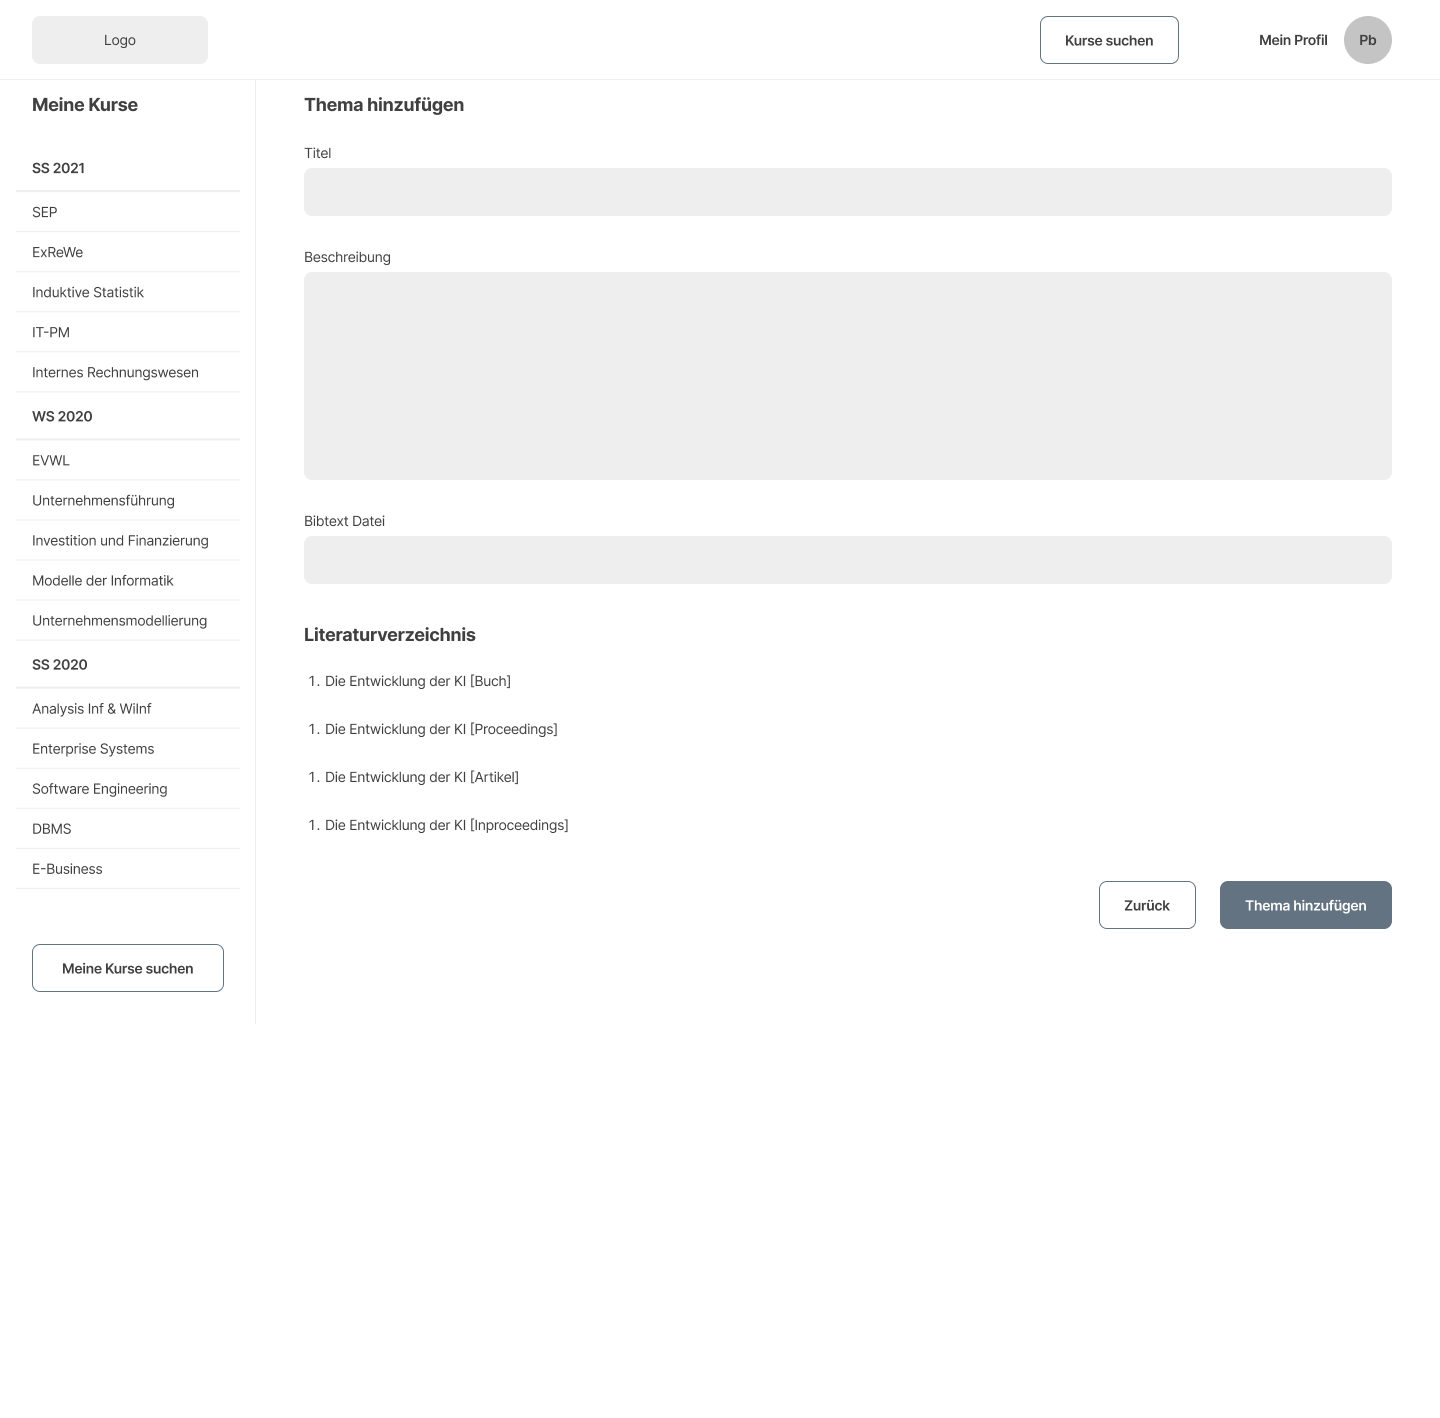 Logo
Kurse suchen
Mein Profil
Pb
Meine Kurse
SS 2021
SEP
ExReWe
Induktive Statistik
IT-PM
Internes Rechnungswesen
WS 2020
EVWL
Unternehmensführung
Investition und Finanzierung
Modelle der Informatik
Unternehmensmodellierung
SS 2020
Analysis Inf & WiInf
Enterprise Systems
Software Engineering
DBMS
E-Business
Meine Kurse suchen
Thema hinzufügen
Titel
Beschreibung
Bibtext Datei
Literaturverzeichnis
1. Die Entwicklung der KI [Buch]
1. Die Entwicklung der KI [Proceedings]
1. Die Entwicklung der KI [Artikel]
1. Die Entwicklung der KI [Inproceedings]
Zurück
Thema hinzufügen